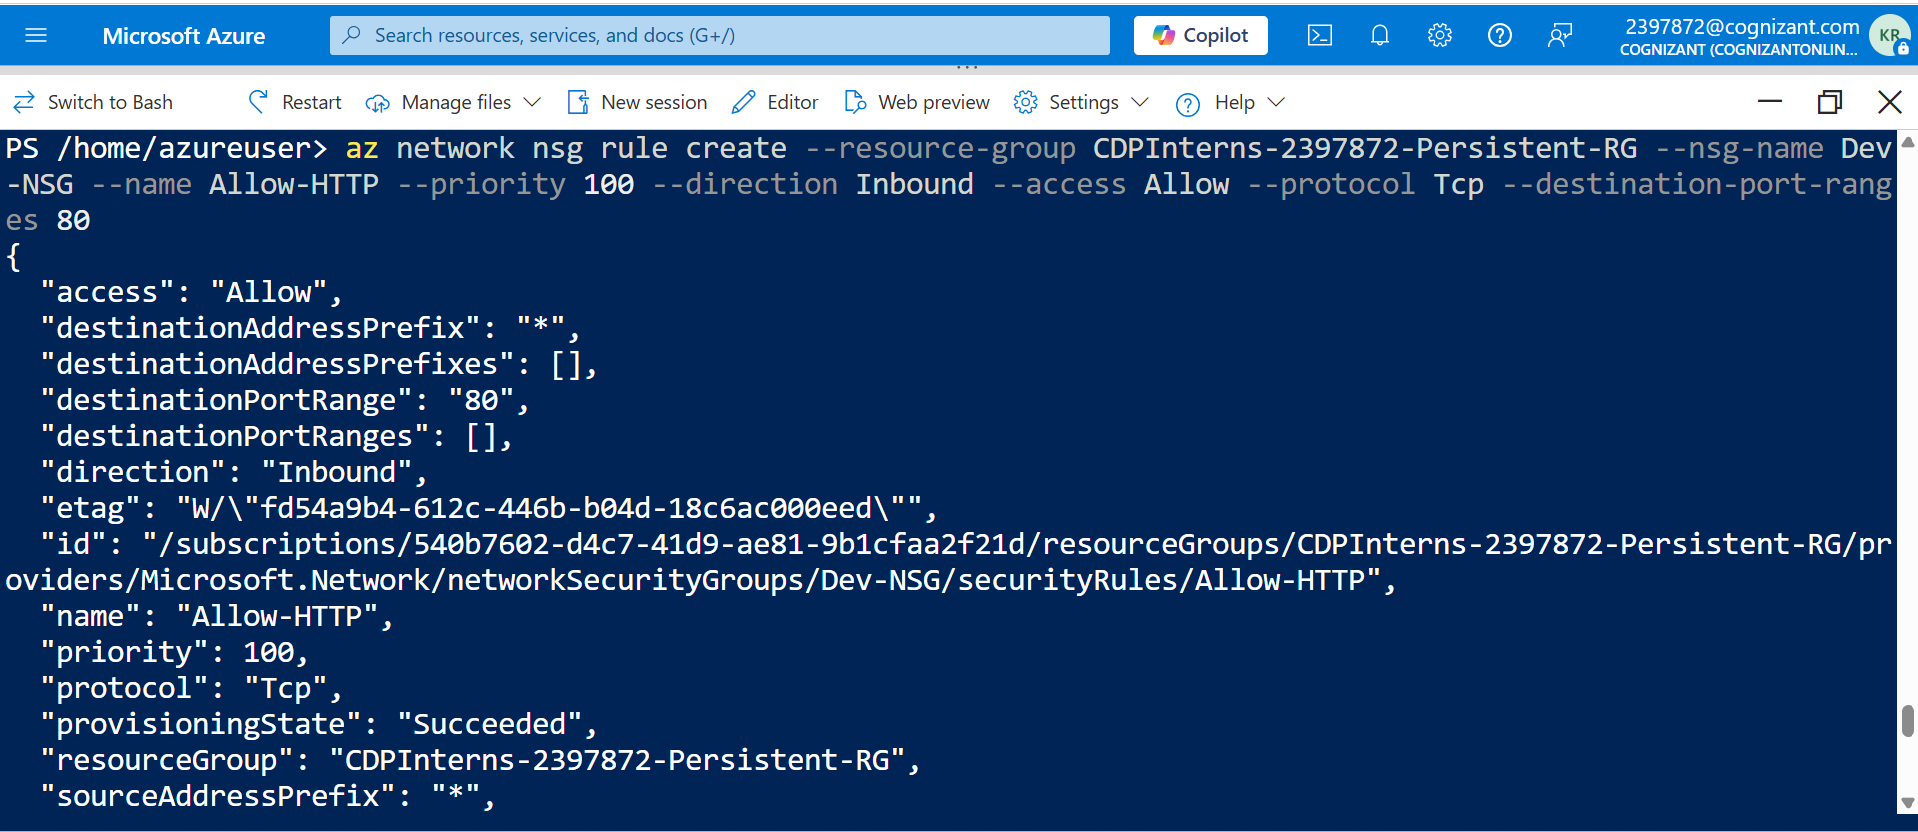 Microsoft Azure
Search resources, services, and docs (G+/)
Copilot
2397872@cognizant.com
COGNIZANT (COGNIZANTONLIN...
KR
Switch to Bash
Restart
Manage files
New session
Editor
Web preview
Settings
Help
PS /home/azureuser> az network nsg rule create --resource-group CDPInterns-2397872-Persistent-RG --nsg-name Dev
-NSG --name Allow-HTTP --priority 100 --direction Inbound --access Allow --protocol Tcp --destination-port-rang
es 80
{
"access": "Allow",
"destinationAddressPrefix": "*",
"destinationAddressPrefixes": [],
"destinationPortRange": "80",
"destinationPortRanges": [],
"direction": "Inbound",
"etag": "W/\"fd54a9b4-612c-446b-b04d-18c6ac000eed\"",
"id": "/subscriptions/540b7602-d4c7-41d9-ae81-9b1cfaa2f21d/resourceGroups/CDPInterns-2397872-Persistent-RG/pr
oviders/Microsoft.Network/networkSecurityGroups/Dev-NSG/securityRules/Allow-HTTP",
"name": "Allow-HTTP",
"priority": 100,
"protocol": "Tcp",
"provisioningState": "Succeeded",
"resourceGroup": "CDPInterns-2397872-Persistent-RG",
"sourceAddressPrefix": "*",